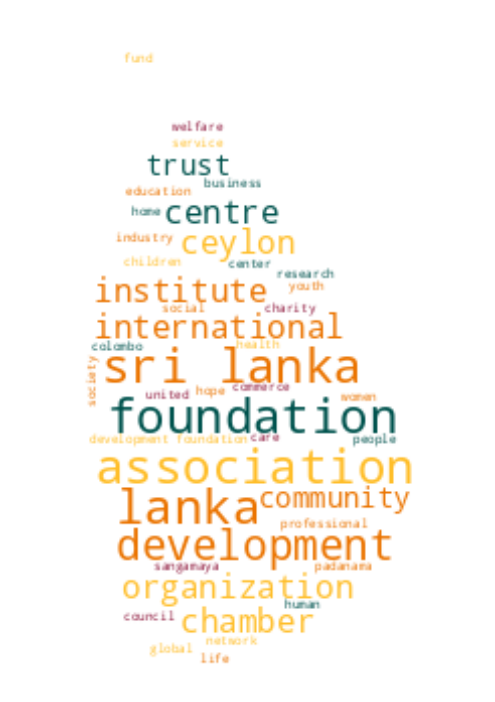 fund
welfare
service
trust
business
education
home centre
industry ceylon
children center
research
institute youth
social charity
international
colombo health
society sri lanka
united hope commerce women
foundation
development foundation care people
association
lanka community
professional
development
sangamaya padanama
organization
human
council chamber
network
global
life